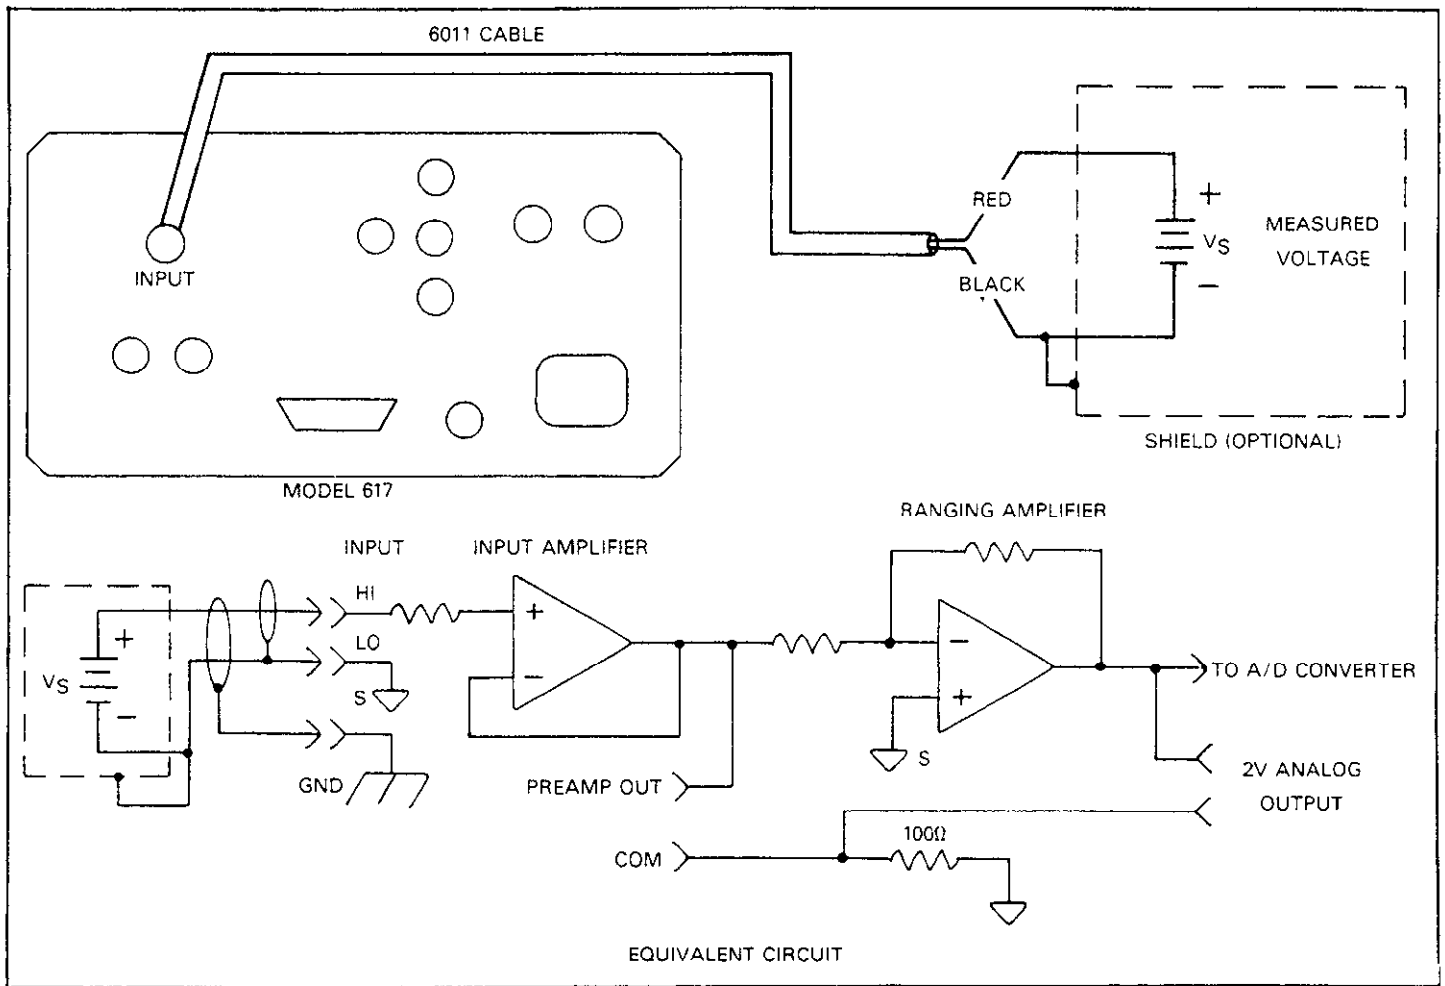 6011 CABLE
INPUT
RED
BLACK
+
VS
−
MEASURED
VOLTAGE
SHIELD (OPTIONAL)
MODEL 617
RANGING AMPLIFIER
INPUT
INPUT AMPLIFIER
HI
LO
S
GND
+
VS
−
+
−
−
+
S
TO A/D CONVERTER
PREAMP OUT
2V ANALOG
OUTPUT
COM
100Ω
EQUIVALENT CIRCUIT